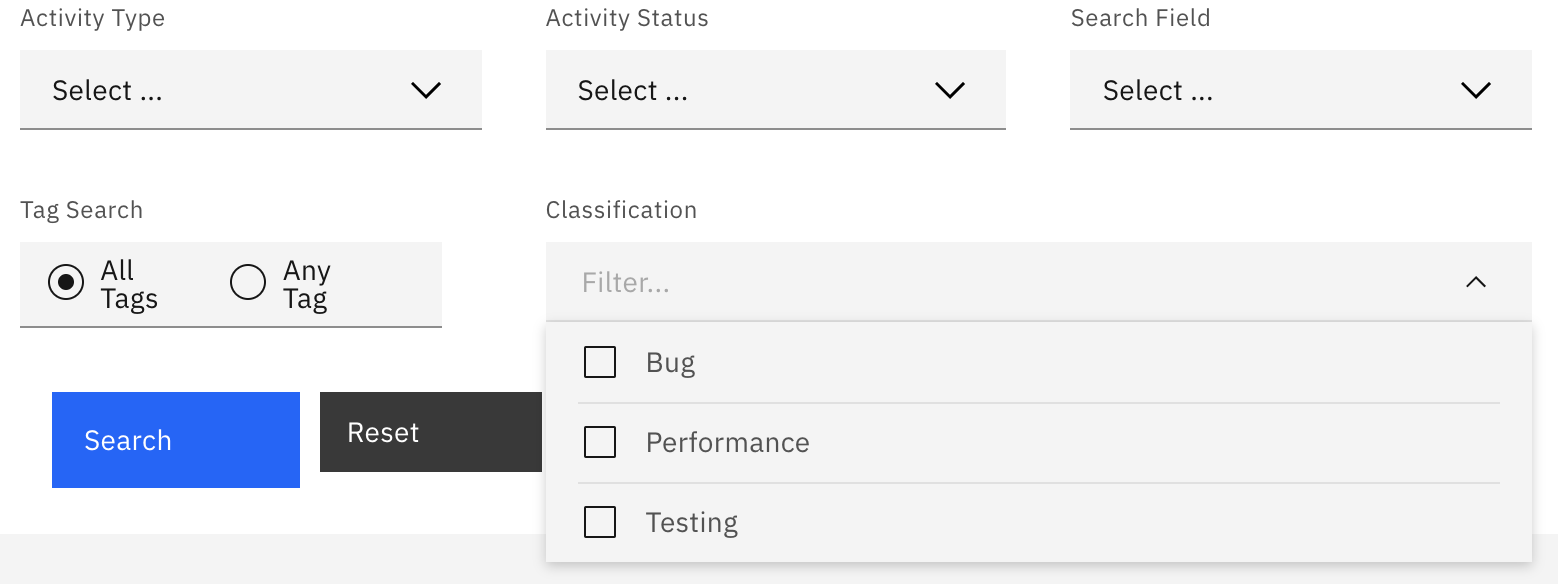 Activity Type
Activity Status
Search Field
Select ...
Select ...
Select ...
Tag Search
Classification
All
Tags
Any
Tag
Filter...
Bug
Search
Reset
Performance
Testing